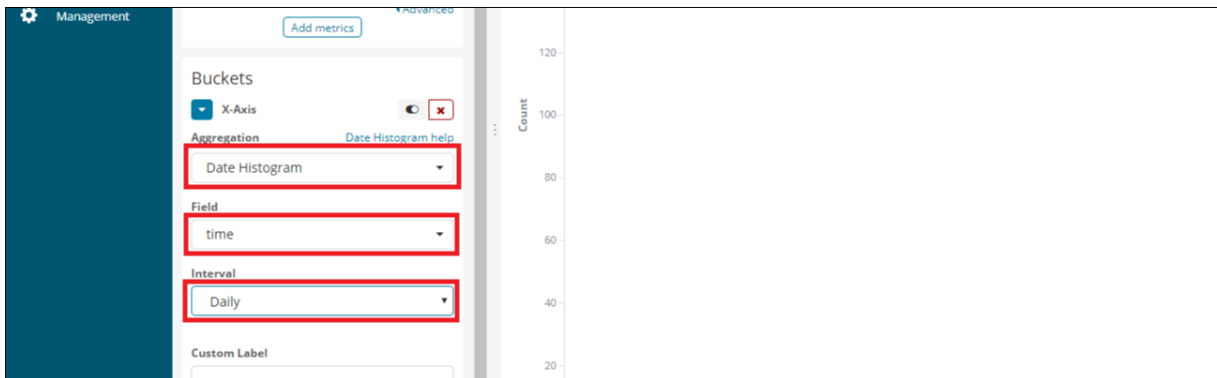 Management
Advanced
Add metrics
Buckets
X-Axis
Aggregation Date Histogram help
Date Histogram
Field
time
Interval
Daily
Custom Label
Count
120
100
80
60
40
20